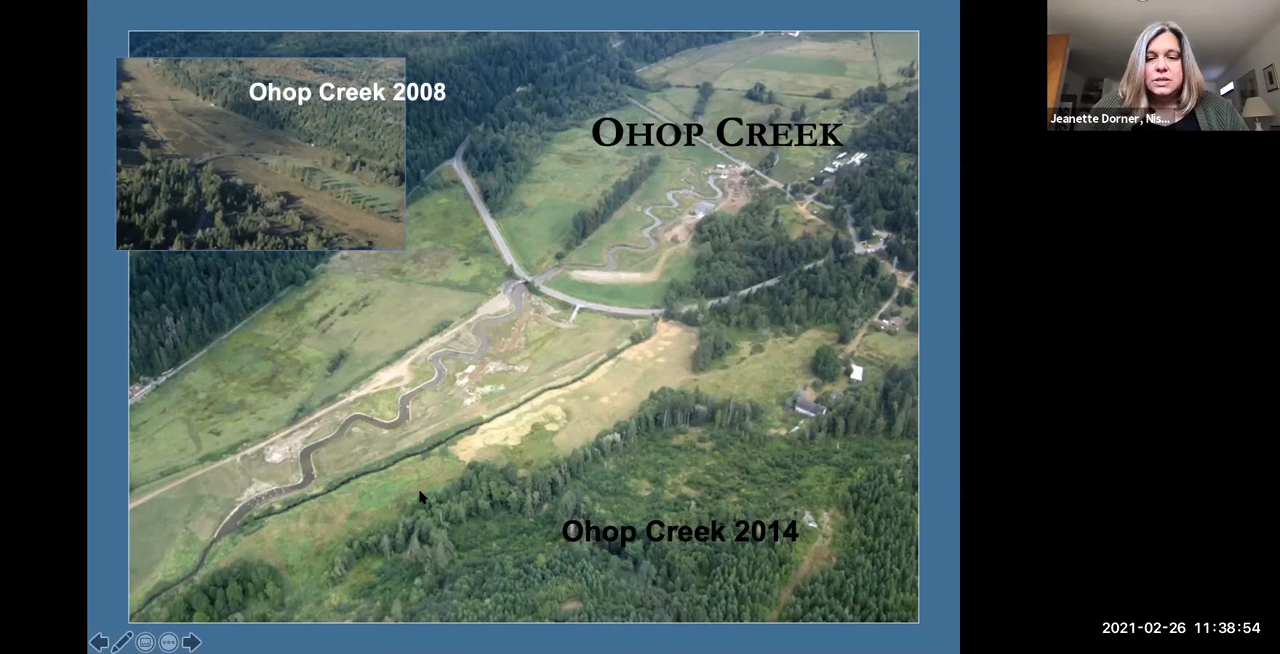 Ohop Creek 2008
OHOP CREEK
Jeanette Dorner, Nis...
Ohop Creek 2014
2021-02-26 11:38:54